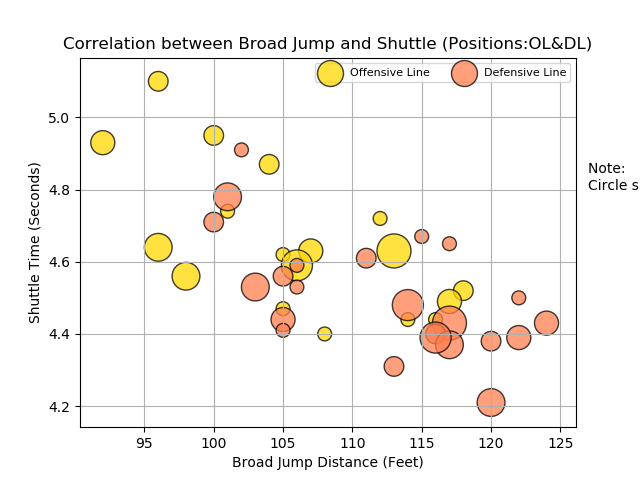 Correlation between Broad Jump and Shuttle (Positions:OL&DL)
Offensive Line
Defensive Line
Note:
Circle s
Shuttle Time (Seconds)
5.0
4.8
4.6
4.4
4.2
95
100
105
110
115
120
125
Broad Jump Distance (Feet)